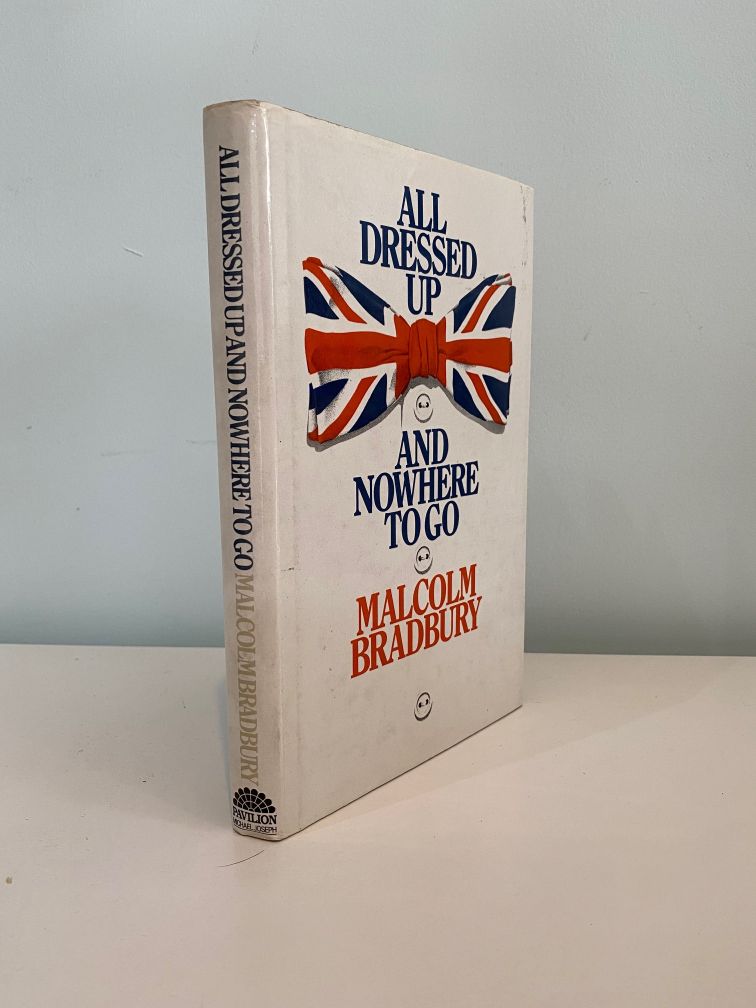 ALL DRESSED UP AND NOWHERE TO GO MALCOLM BRADBURY
PAVILION
MICHAEL JOSEPH
ALL
DRESSED
UP
AND
NOWHERE
TO GO
MALCOLM
BRADBURY